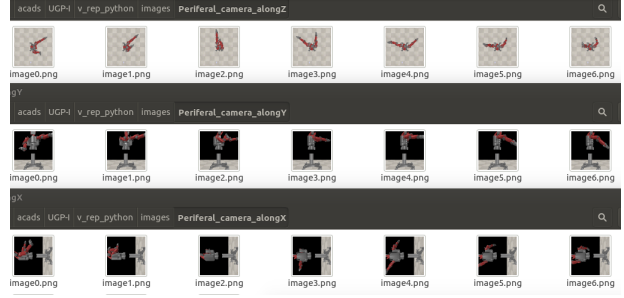 acads UGP-I v_rep_python images Periferal_camera_alongZ
image0.png image1.png image2.png image3.png image4.png image5.png image6.png
gY
acads UGP-I v_rep_python images Periferal_camera_alongY
image0.png image1.png image2.png image3.png image4.png image5.png image6.png
gX
acads UGP-I v_rep_python images Periferal_camera_alongX
image0.png image1.png image2.png image3.png image4.png image5.png image6.png